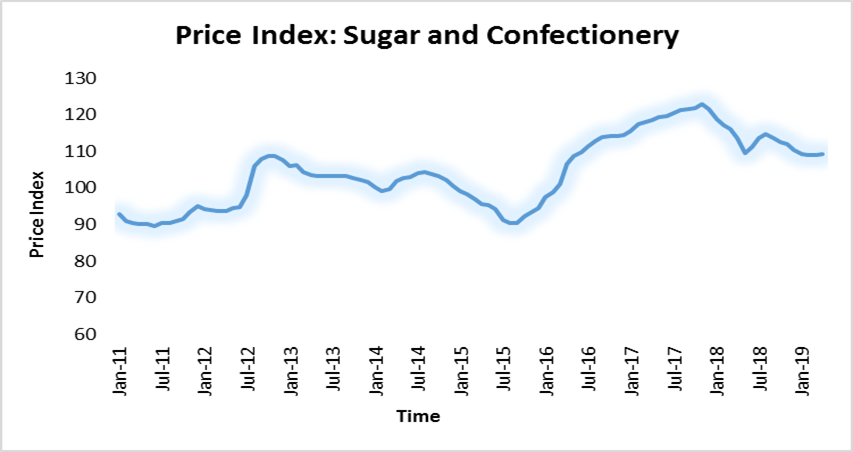 Price Index: Sugar and Confectionery
130
120
110
100
90
80
70
60
Price Index
Jan-11
Jul-11
Jan-12
Jul-12
Jan-13
Jul-13
Jan-14
Jul-14
Jan-15
Jul-15
Jan-16
Jul-16
Jan-17
Jul-17
Jan-18
Jul-18
Jan-19
Time